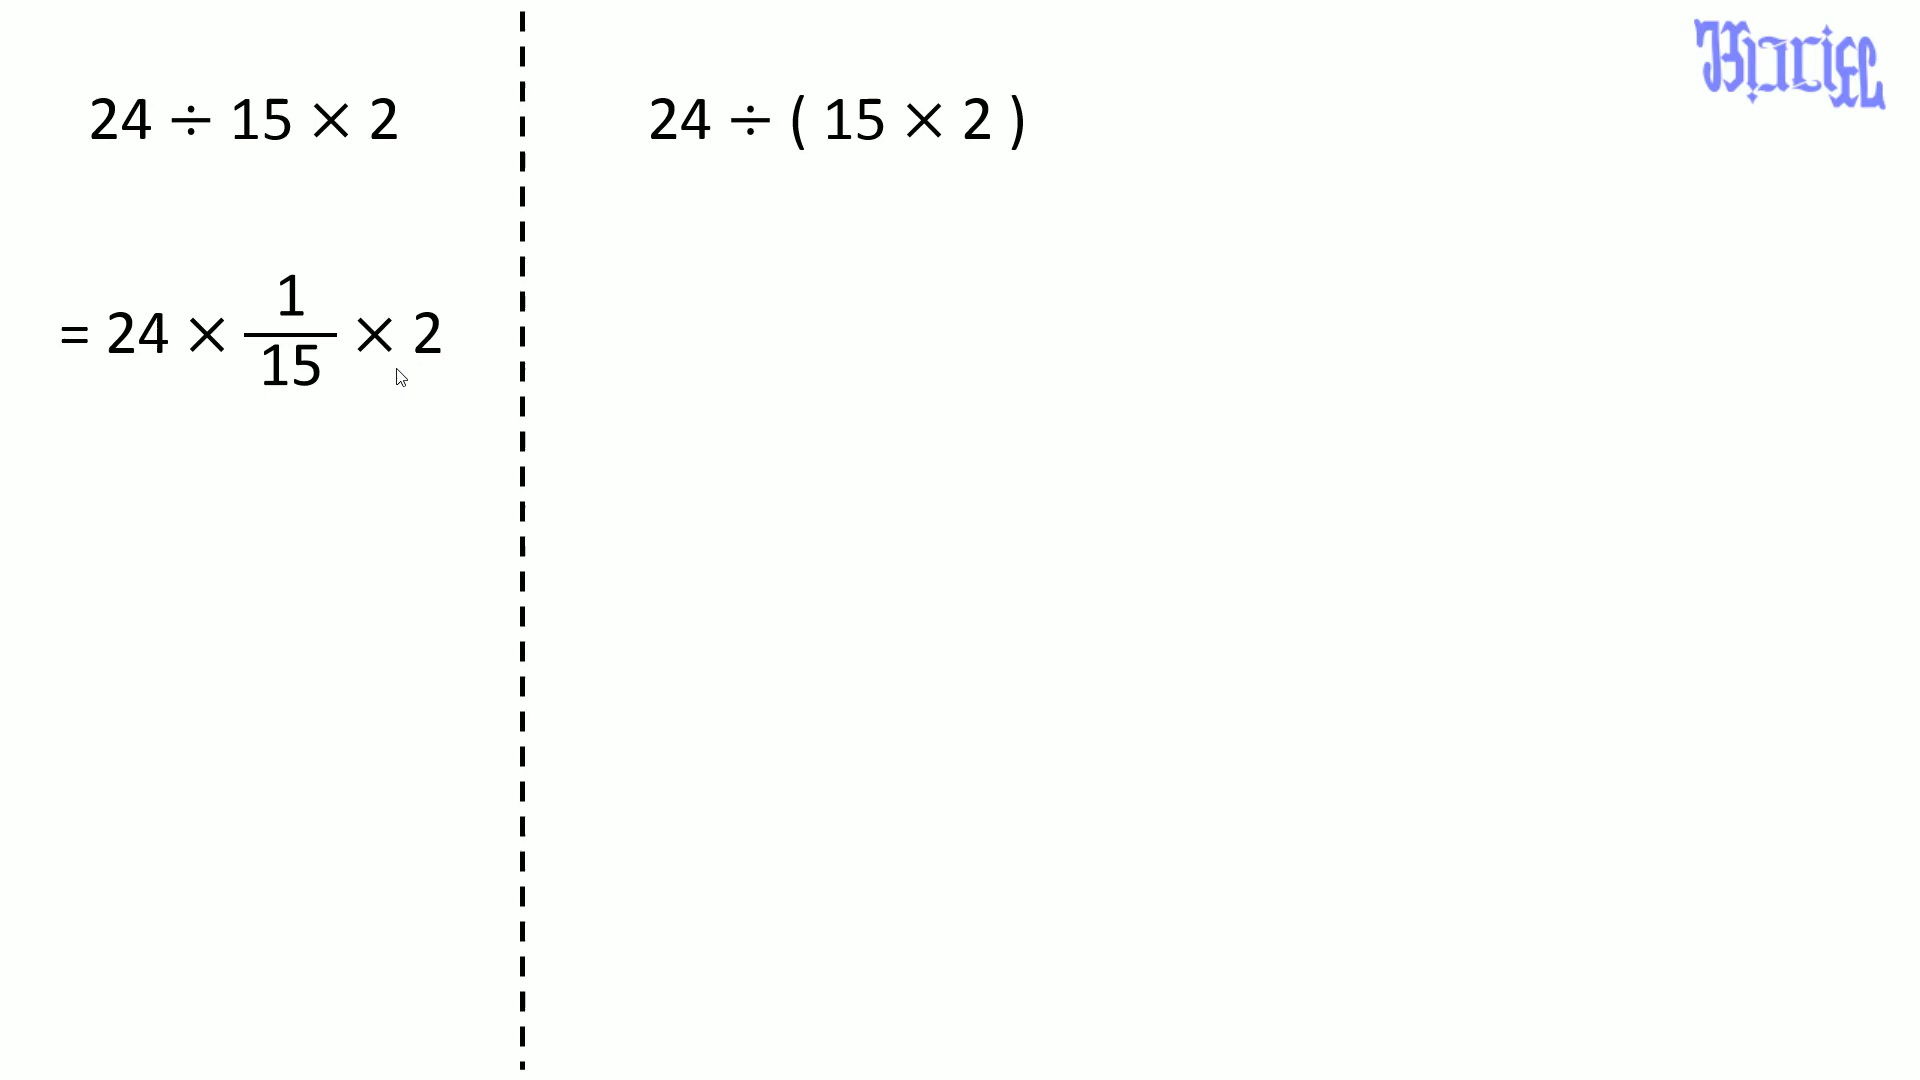 24 ÷ 15 × 2
= 24 × 1/15 × 2
24 ÷ ( 15 × 2 )